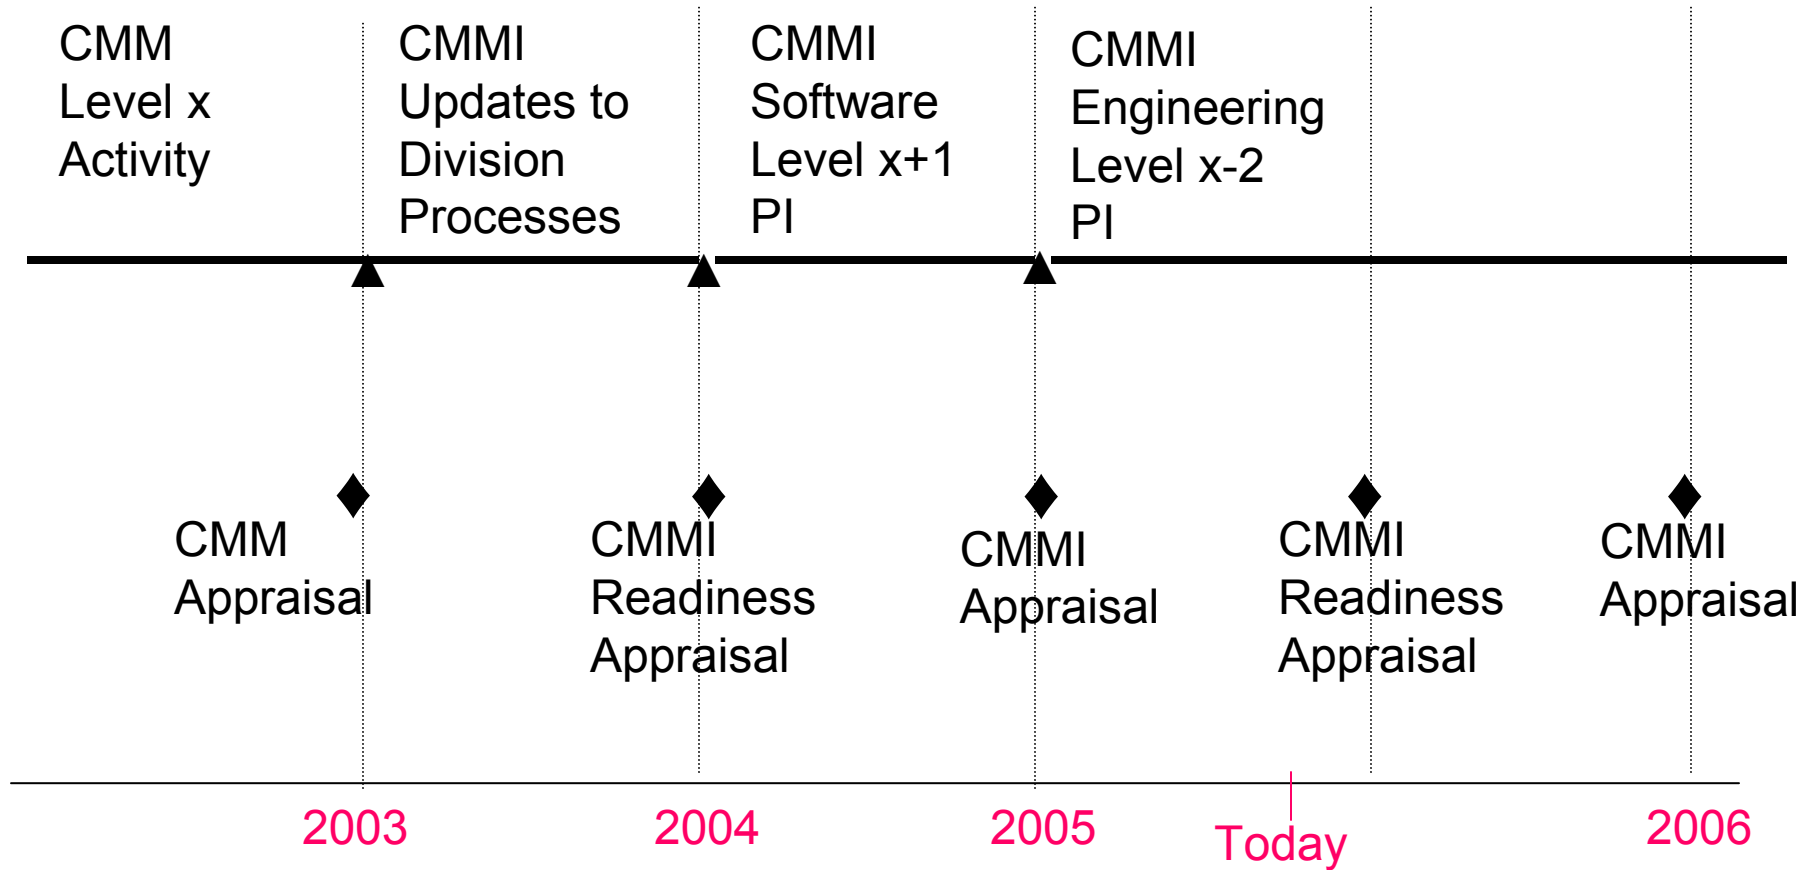 CMM
Level x
Activity
CMMI
Updates to
Division
Processes
CMMI
Software
Level x+1
PI
CMMI
Engineering
Level x-2
PI
CMM
Appraisal
CMMI
Readiness
Appraisal
CMMI
Appraisal
CMMI
Readiness
Appraisal
CMMI
Appraisal
2003
2004
2005
Today
2006